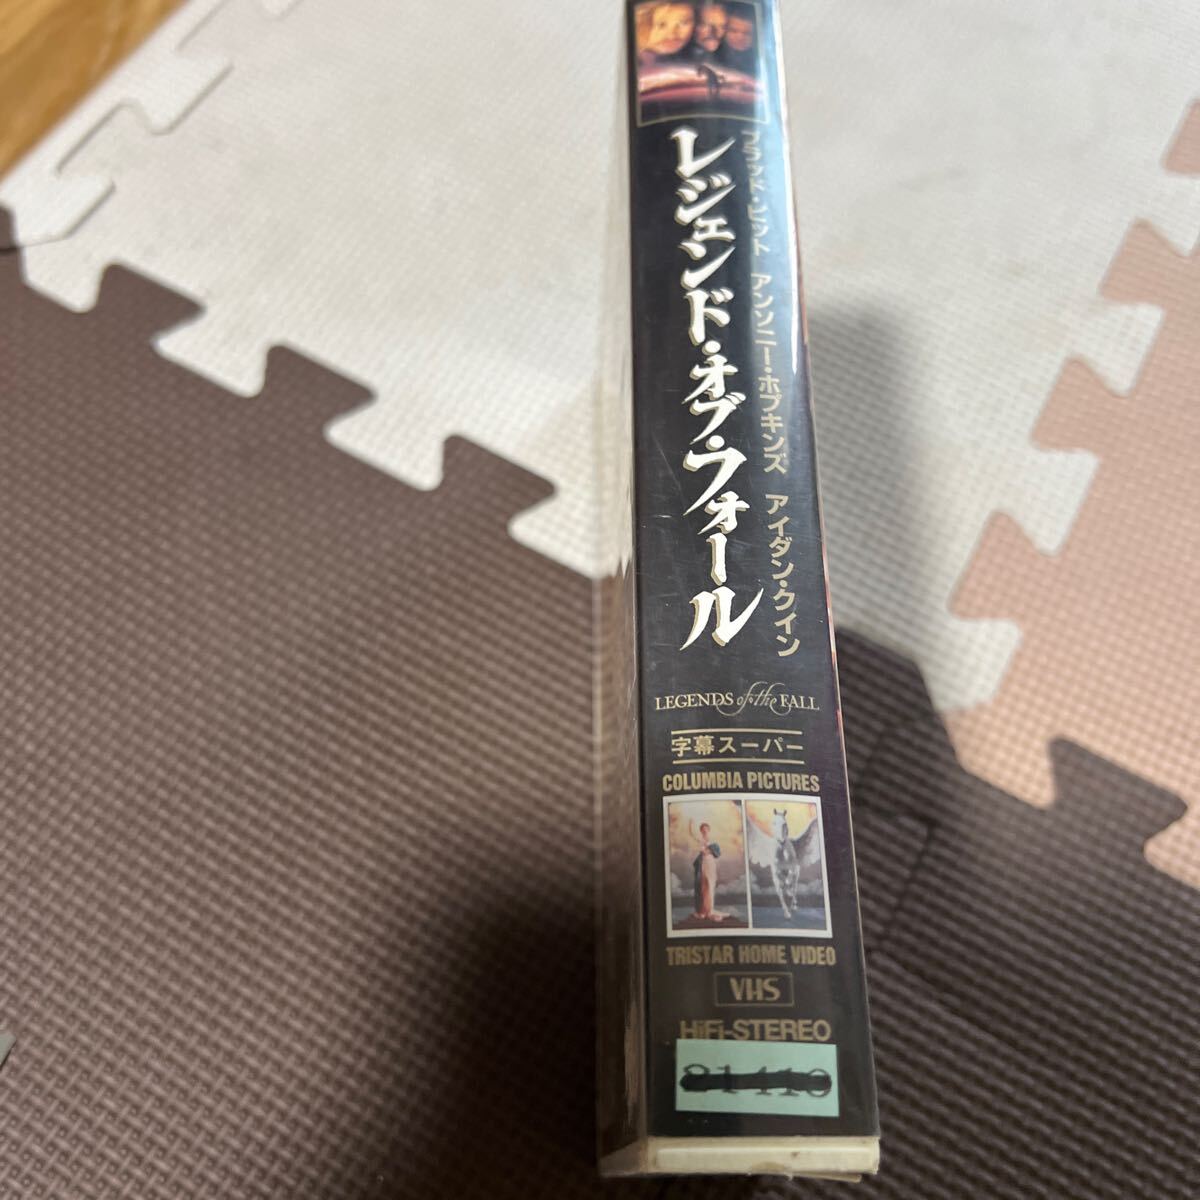 ブラッド・ピット アンソニー・ホプキンズ アイダン・クイン
レジェンド・オブ・フォール
LEGENDS of the FALL
字幕スーパー
COLUMBIA PICTURES
TRISTAR HOME VIDEO
VHS
HiFi-STEREO